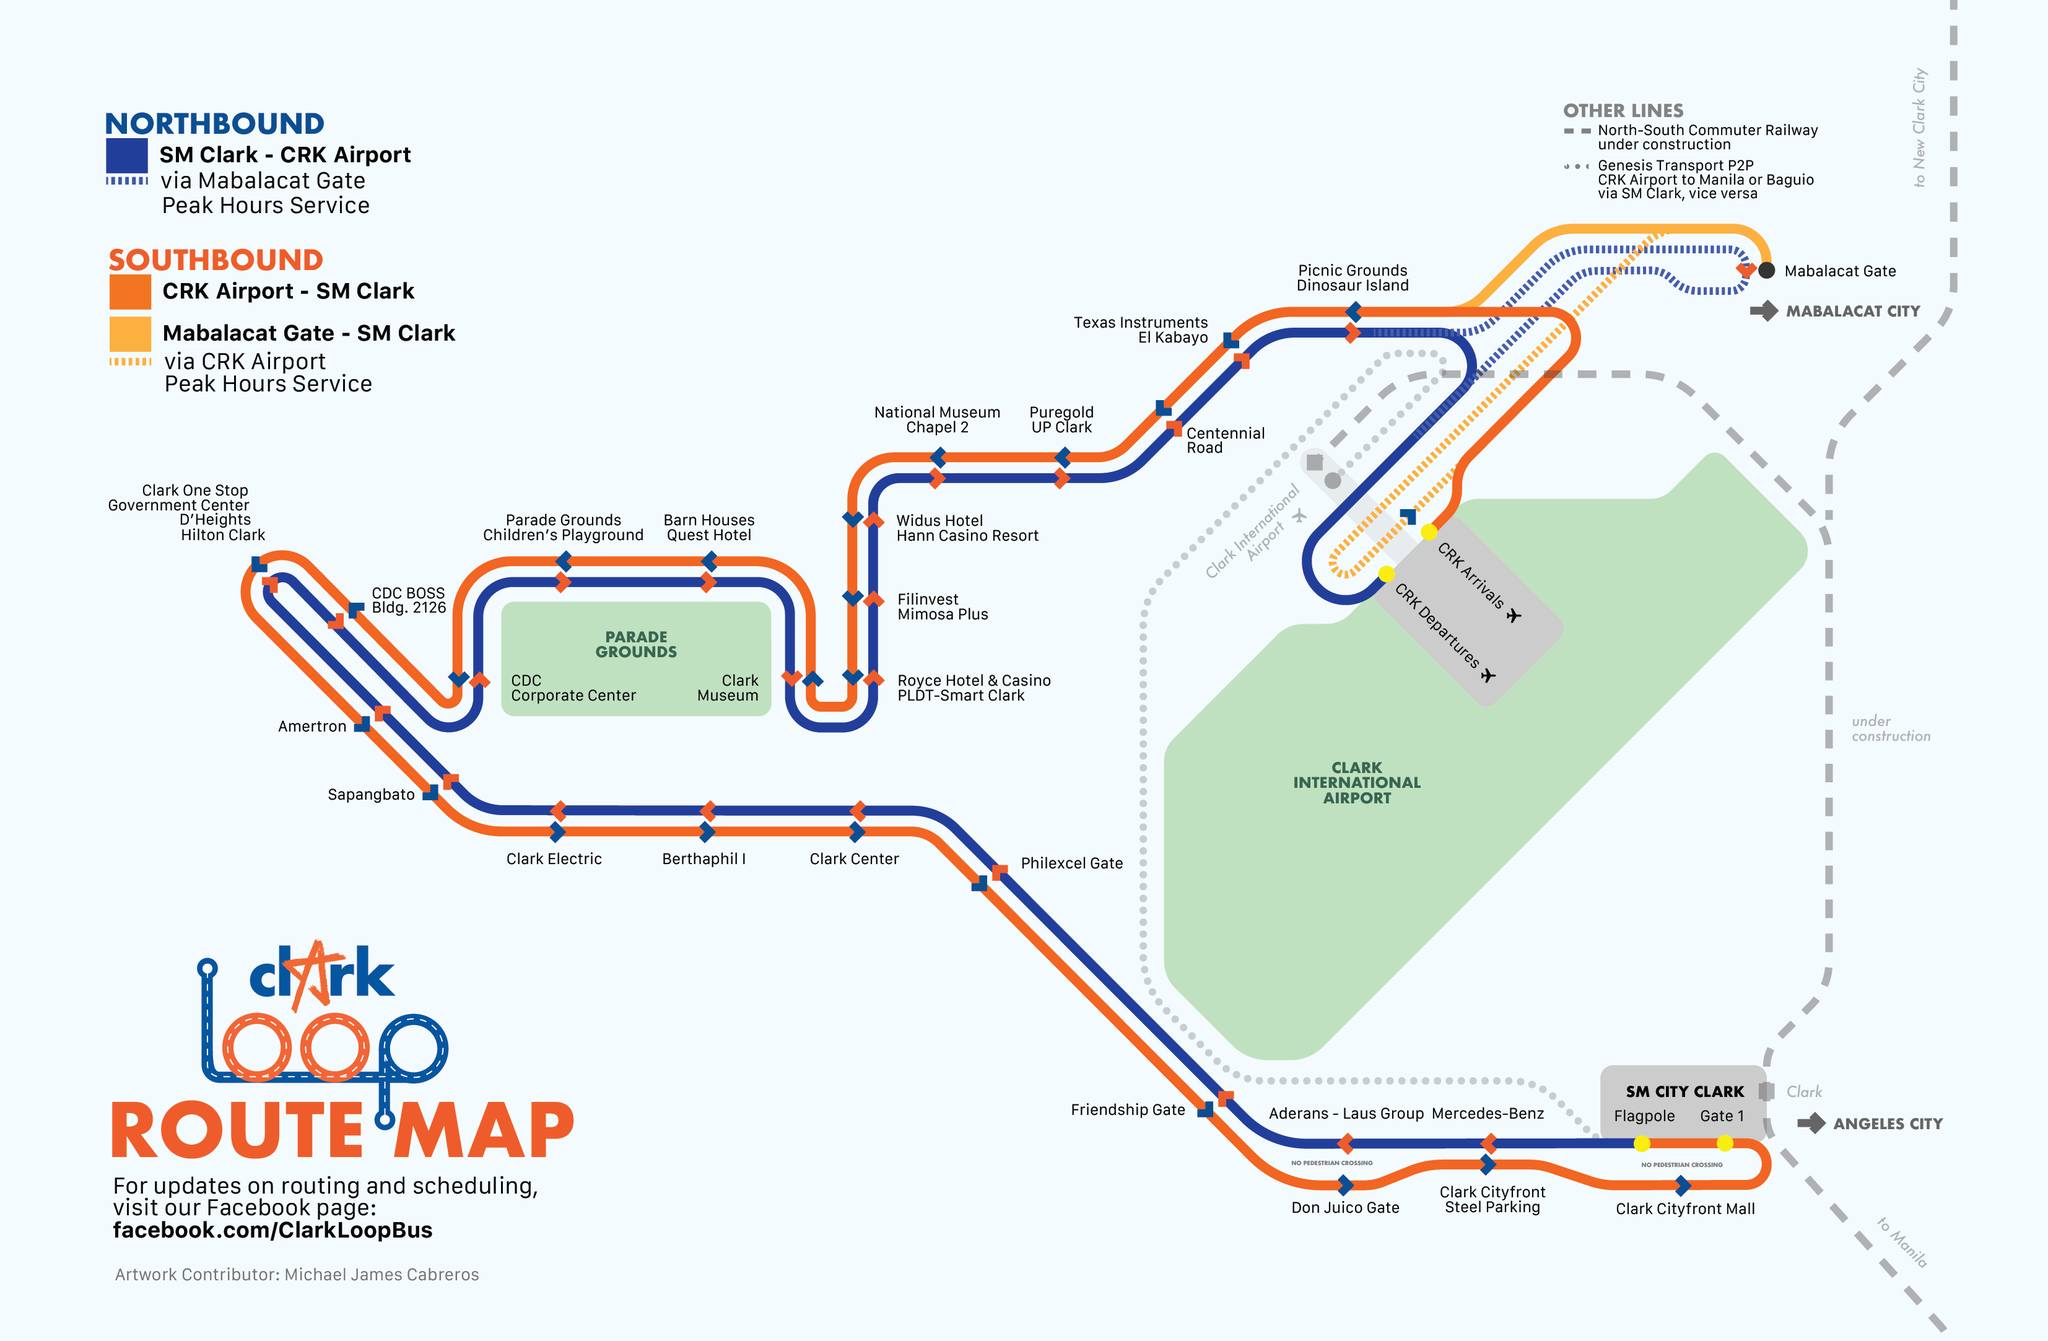 NORTHBOUND
SM Clark - CRK Airport
via Mabalacat Gate
Peak Hours Service
SOUTHBOUND
CRK Airport - SM Clark
Mabalacat Gate - SM Clark
via CRK Airport
Peak Hours Service
OTHER LINES
North-South Commuter Railway
under construction
Genesis Transport P2P
CRK Airport to Manila or Baguio
via SM Clark, vice versa
to New Clark City
Mabalacat Gate
MABALACAT CITY
Picnic Grounds
Dinosaur Island
Texas Instruments
El Kabayo
Centennial
Road
National Museum
Chapel 2
Puregold
UP Clark
Clark One Stop
Government Center
D'Heights
Hilton Clark
Parade Grounds
Children's Playground
Barn Houses
Quest Hotel
Widus Hotel
Hann Casino Resort
Clark International
Airport
CRK Arrivals
CRK Departures
CDC BOSS
Bldg. 2126
Filinvest
Mimosa Plus
PARADE
GROUNDS
CDC
Corporate Center
Clark
Museum
Royce Hotel & Casino
PLDT-Smart Clark
Amertron
Sapangbato
under
construction
CLARK
INTERNATIONAL
AIRPORT
Clark Electric
Berthaphil I
Clark Center
Philexcel Gate
Friendship Gate
Aderans - Laus Group
Mercedes-Benz
SM CITY CLARK
Flagpole
Gate 1
Clark
ANGELES CITY
NO PEDESTRIAN CROSSING
NO PEDESTRIAN CROSSING
Don Juico Gate
Clark Cityfront
Steel Parking
Clark Cityfront Mall
to Manila
clArk
Loop
ROUTE MAP
For updates on routing and scheduling,
visit our Facebook page:
facebook.com/ClarkLoopBus
Artwork Contributor: Michael James Cabreros